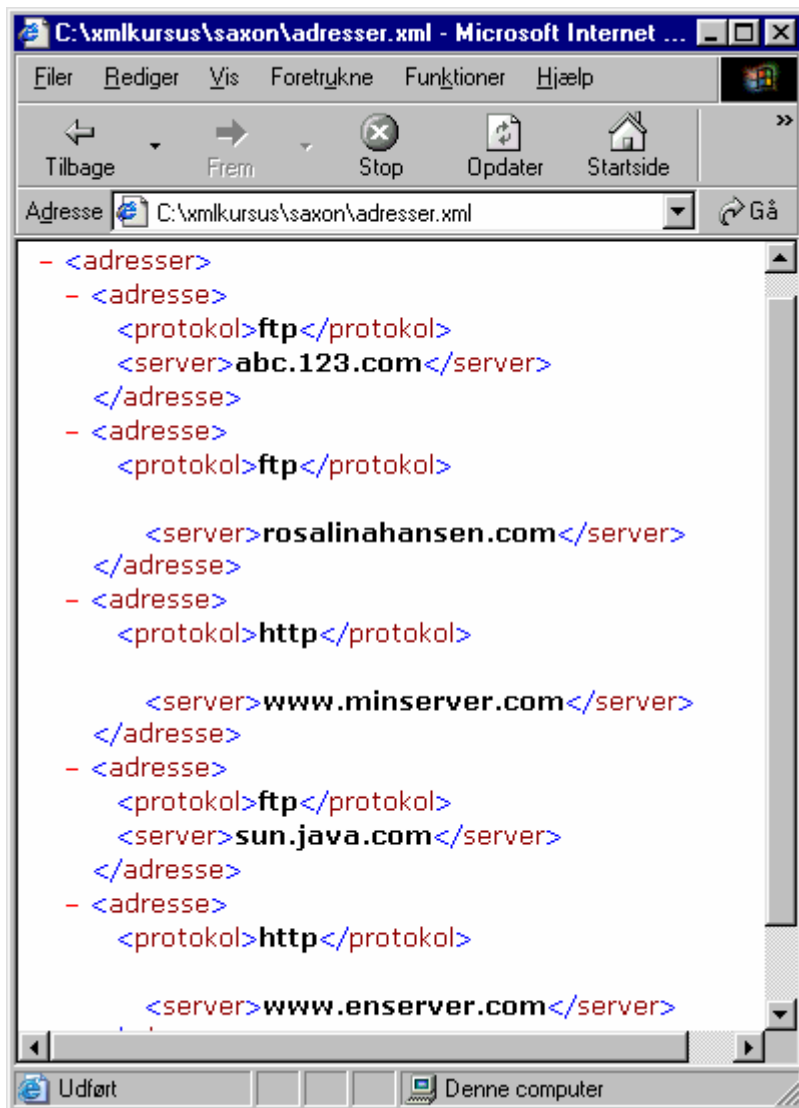 C:\xmlkursus\saxon\adresser.xml - Microsoft Internet ...
Filer Rediger Vis Foretrukne Funktioner Hjælp
»
Tilbage Frem Stop Opdater Startside
Adresse C:\xmlkursus\saxon\adresser.xml Gå
- <adresser>
- <adresse>
<protokol>ftp</protokol>
<server>abc.123.com</server>
</adresse>
- <adresse>
<protokol>ftp</protokol>
<server>rosalinahansen.com</server>
</adresse>
- <adresse>
<protokol>http</protokol>
<server>www.minserver.com</server>
</adresse>
- <adresse>
<protokol>ftp</protokol>
<server>sun.java.com</server>
</adresse>
- <adresse>
<protokol>http</protokol>
<server>www.enserver.com</server>
Udført Denne computer